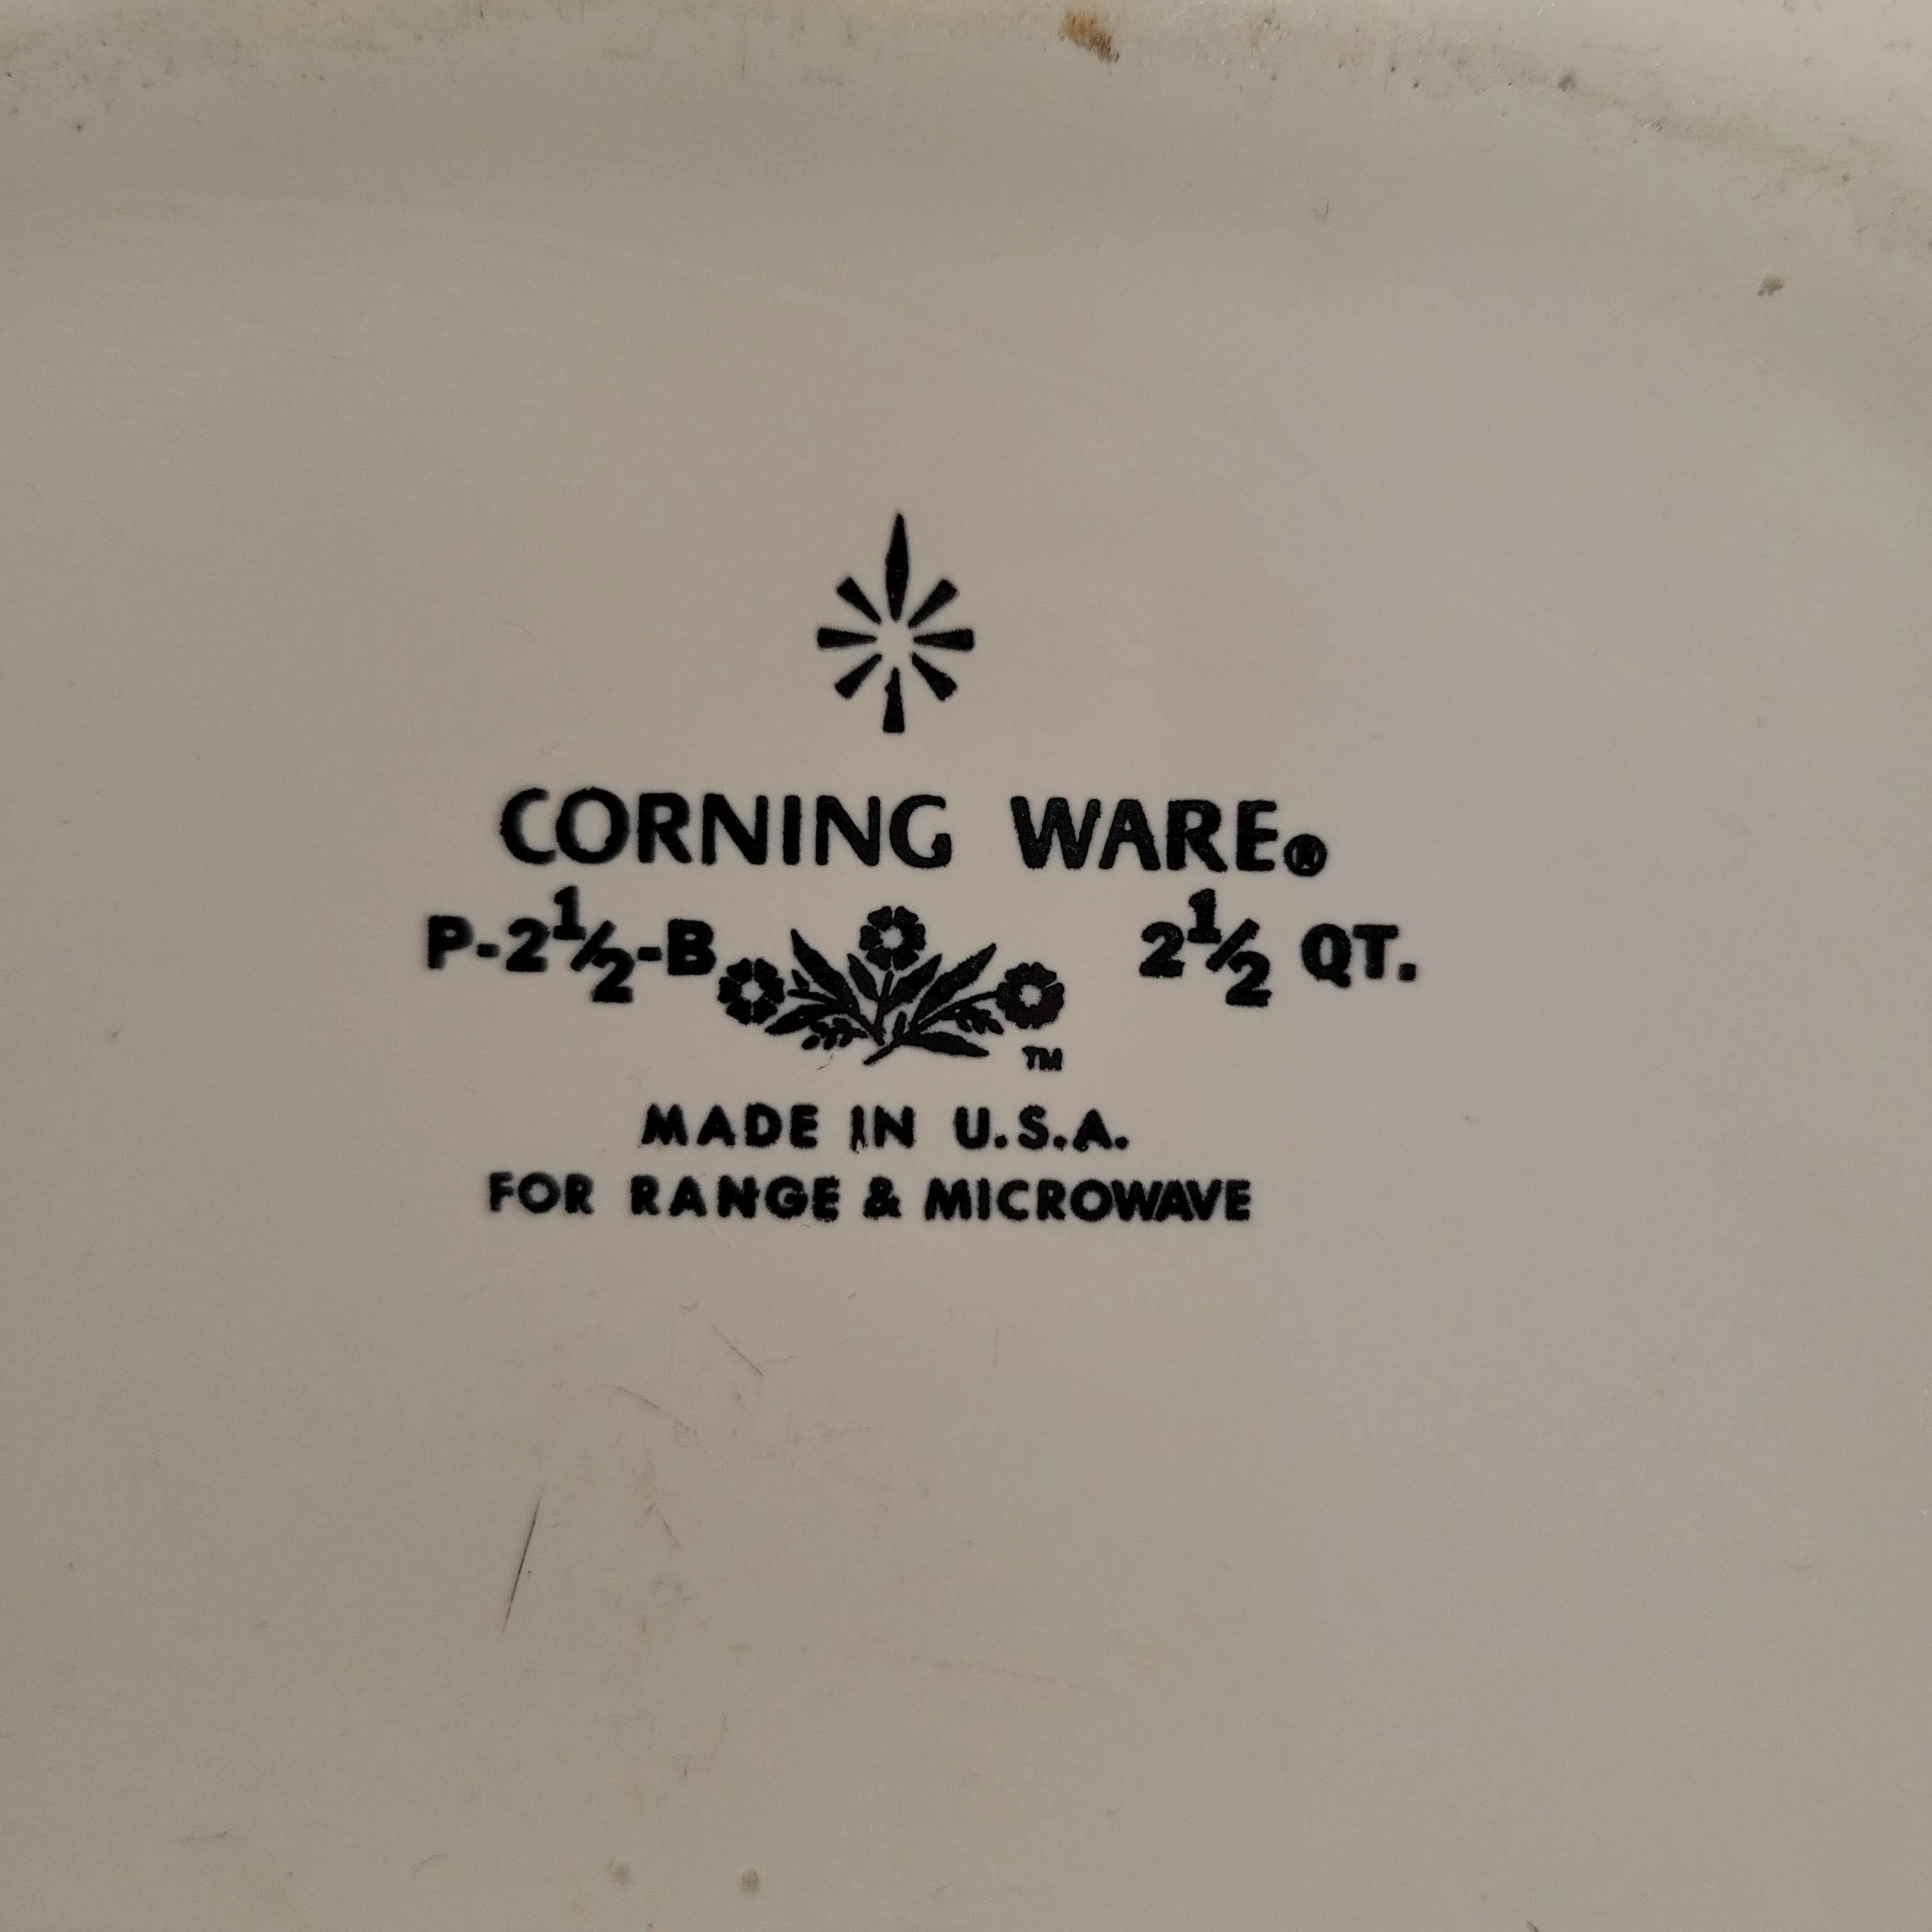 CORNING WARE®
P-2½-B 2½ QT.
TM
MADE IN U.S.A.
FOR RANGE & MICROWAVE